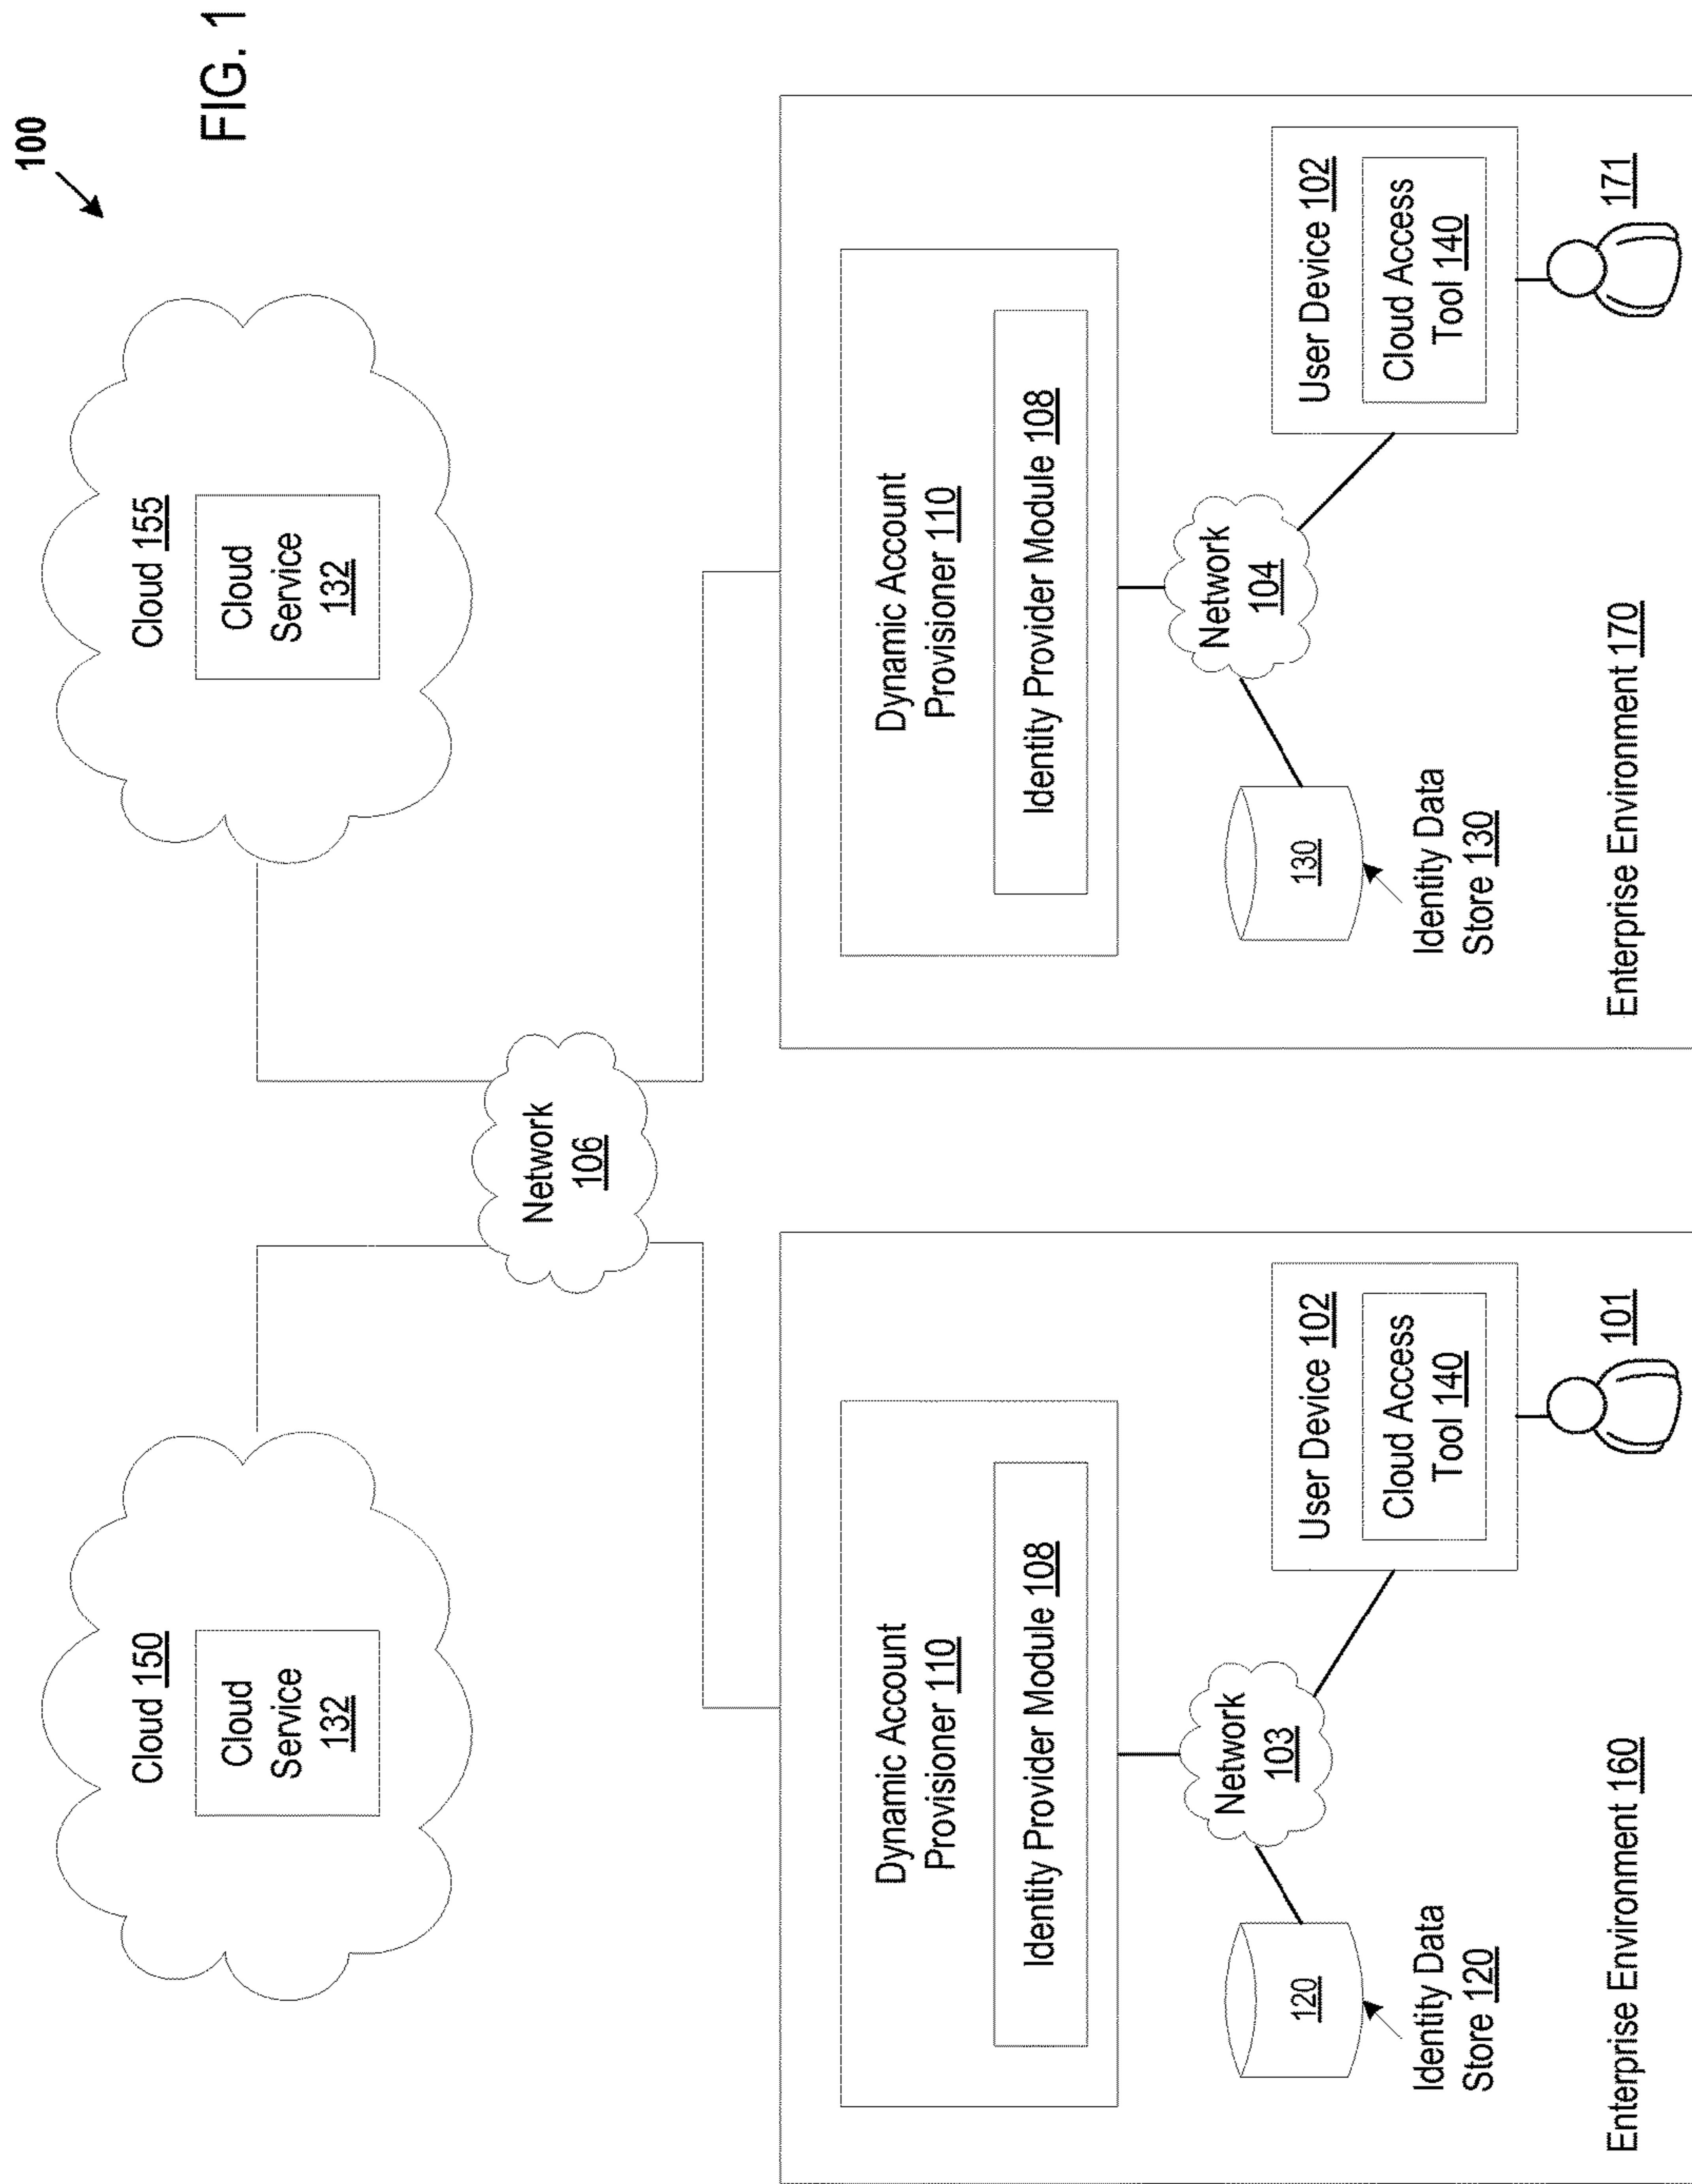 100
FIG. 1
Cloud 150
Cloud
Service
132
Cloud 155
Cloud
Service
132
Network
106
Dynamic Account
Provisioner 110
Identity Provider Module 108
Network
103
120
Identity Data
Store 120
User Device 102
Cloud Access
Tool 140
101
Enterprise Environment 160
Dynamic Account
Provisioner 110
Identity Provider Module 108
Network
104
130
Identity Data
Store 130
User Device 102
Cloud Access
Tool 140
171
Enterprise Environment 170